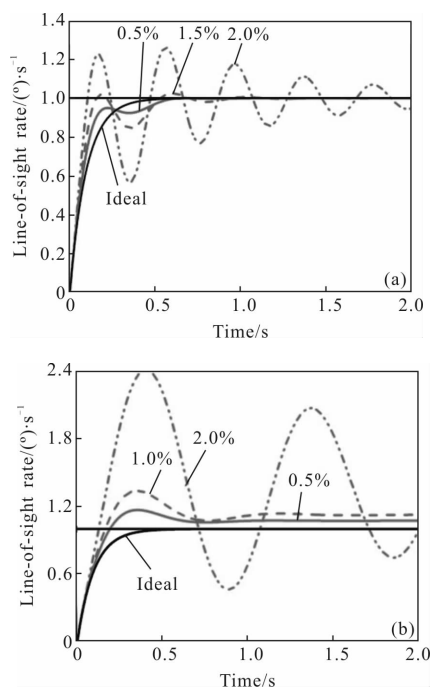 Line-of-sight rate/(º)·s⁻¹
1.4
1.2
1.0
0.8
0.6
0.4
0.2
0
0.5% 1.5% 2.0%
Ideal
(a)
0 0.5 1.0 1.5 2.0
Time/s
Line-of-sight rate/(º)·s⁻¹
2.4
1.8
1.2
0.6
0
1.0% 2.0% 0.5%
Ideal
(b)
0 0.5 1.0 1.5 2.0
Time/s